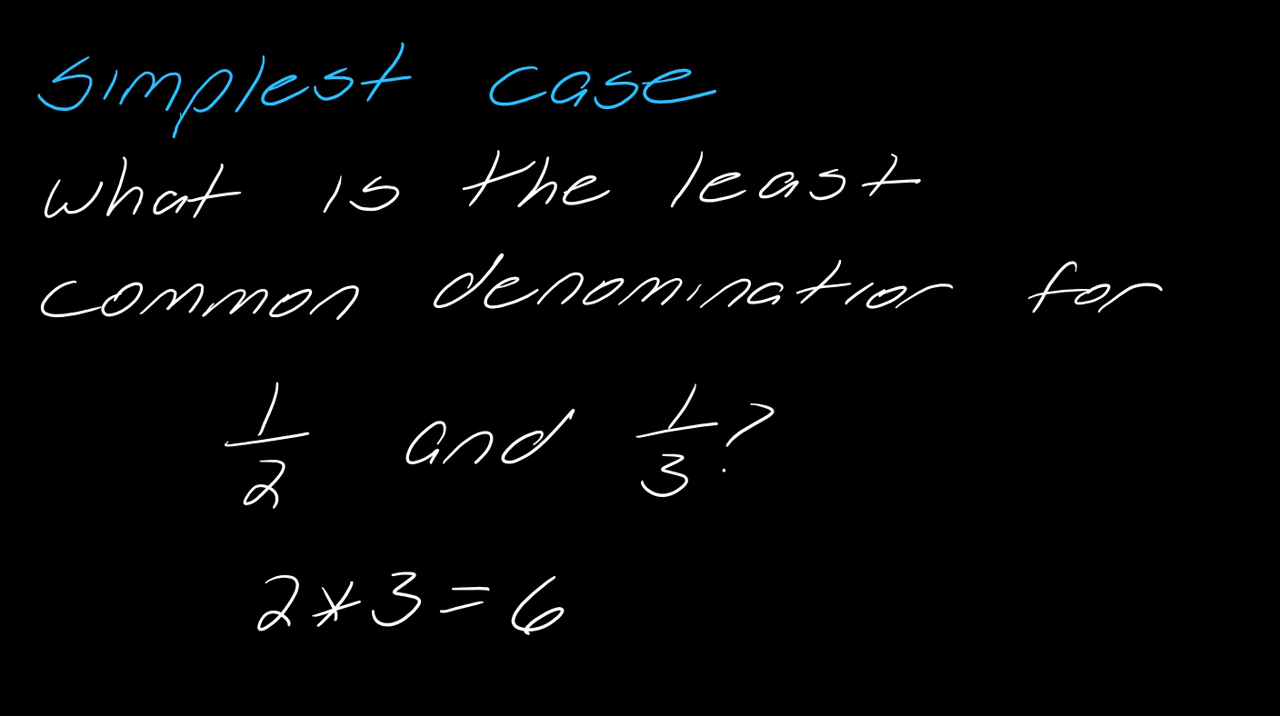 simplest case
what is the least
common denominatior for
1/2 and 1/3?
2*3=6